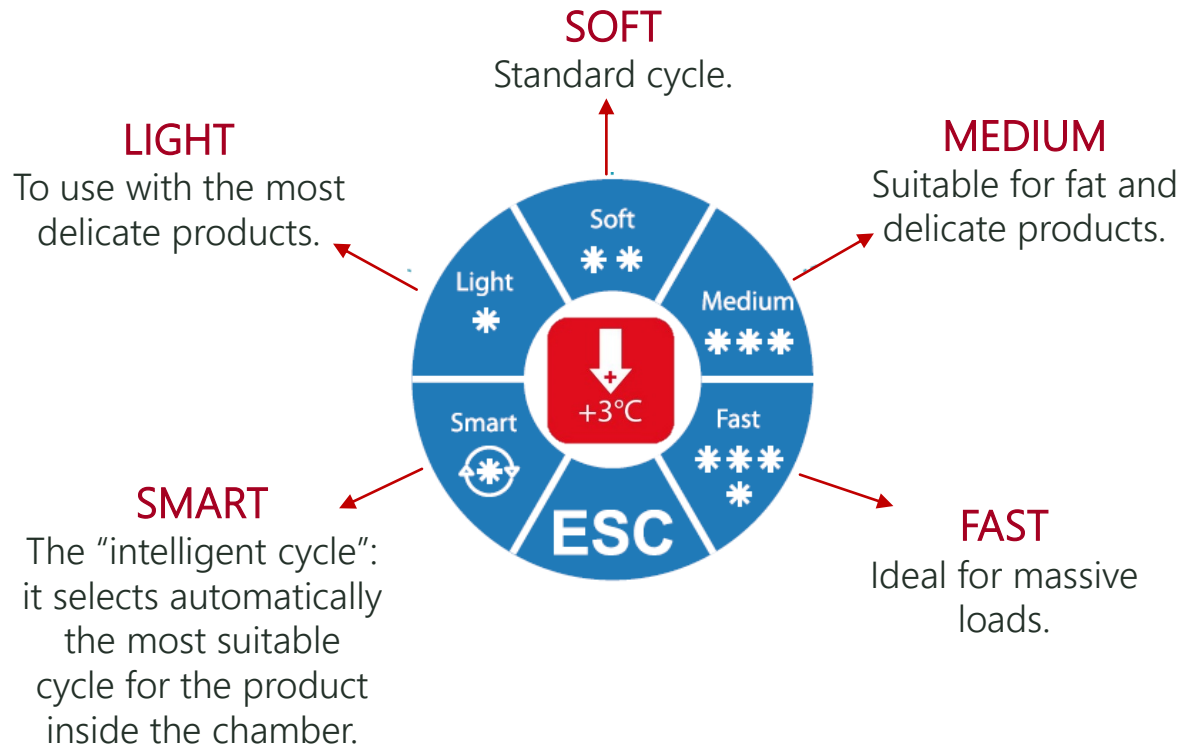 SOFT
Standard cycle.
LIGHT
To use with the most
delicate products.
MEDIUM
Suitable for fat and
delicate products.
Soft
Light
Medium
+3°C
Smart
Fast
ESC
SMART
The “intelligent cycle”:
it selects automatically
the most suitable
cycle for the product
inside the chamber.
FAST
Ideal for massive
loads.